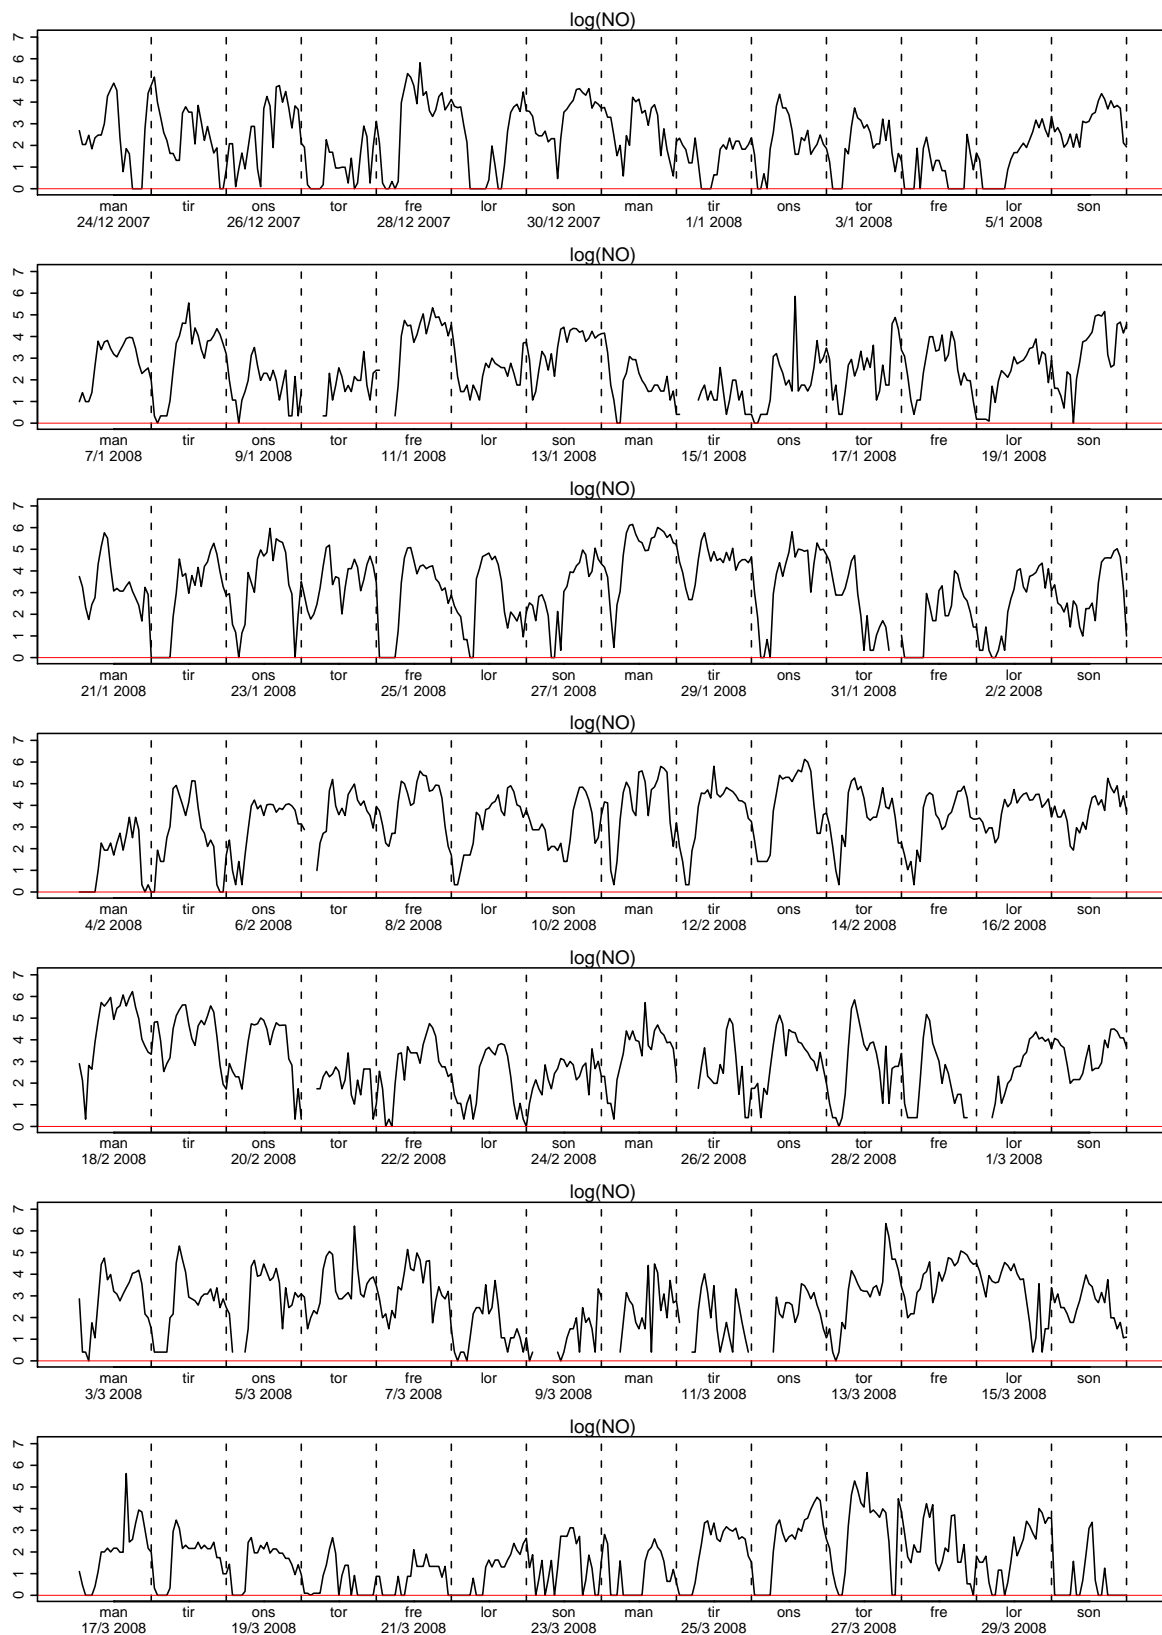 log(NO)
0 1 2 3 4 5 6 7
man tir ons tor fre lor son man tir ons tor fre lor son
24/12 2007 26/12 2007 28/12 2007 30/12 2007 1/1 2008 3/1 2008 5/1 2008
log(NO)
0 1 2 3 4 5 6 7
man tir ons tor fre lor son man tir ons tor fre lor son
7/1 2008 9/1 2008 11/1 2008 13/1 2008 15/1 2008 17/1 2008 19/1 2008
log(NO)
0 1 2 3 4 5 6 7
man tir ons tor fre lor son man tir ons tor fre lor son
21/1 2008 23/1 2008 25/1 2008 27/1 2008 29/1 2008 31/1 2008 2/2 2008
log(NO)
0 1 2 3 4 5 6 7
man tir ons tor fre lor son man tir ons tor fre lor son
4/2 2008 6/2 2008 8/2 2008 10/2 2008 12/2 2008 14/2 2008 16/2 2008
log(NO)
0 1 2 3 4 5 6 7
man tir ons tor fre lor son man tir ons tor fre lor son
18/2 2008 20/2 2008 22/2 2008 24/2 2008 26/2 2008 28/2 2008 1/3 2008
log(NO)
0 1 2 3 4 5 6 7
man tir ons tor fre lor son man tir ons tor fre lor son
3/3 2008 5/3 2008 7/3 2008 9/3 2008 11/3 2008 13/3 2008 15/3 2008
log(NO)
0 1 2 3 4 5 6 7
man tir ons tor fre lor son man tir ons tor fre lor son
17/3 2008 19/3 2008 21/3 2008 23/3 2008 25/3 2008 27/3 2008 29/3 2008